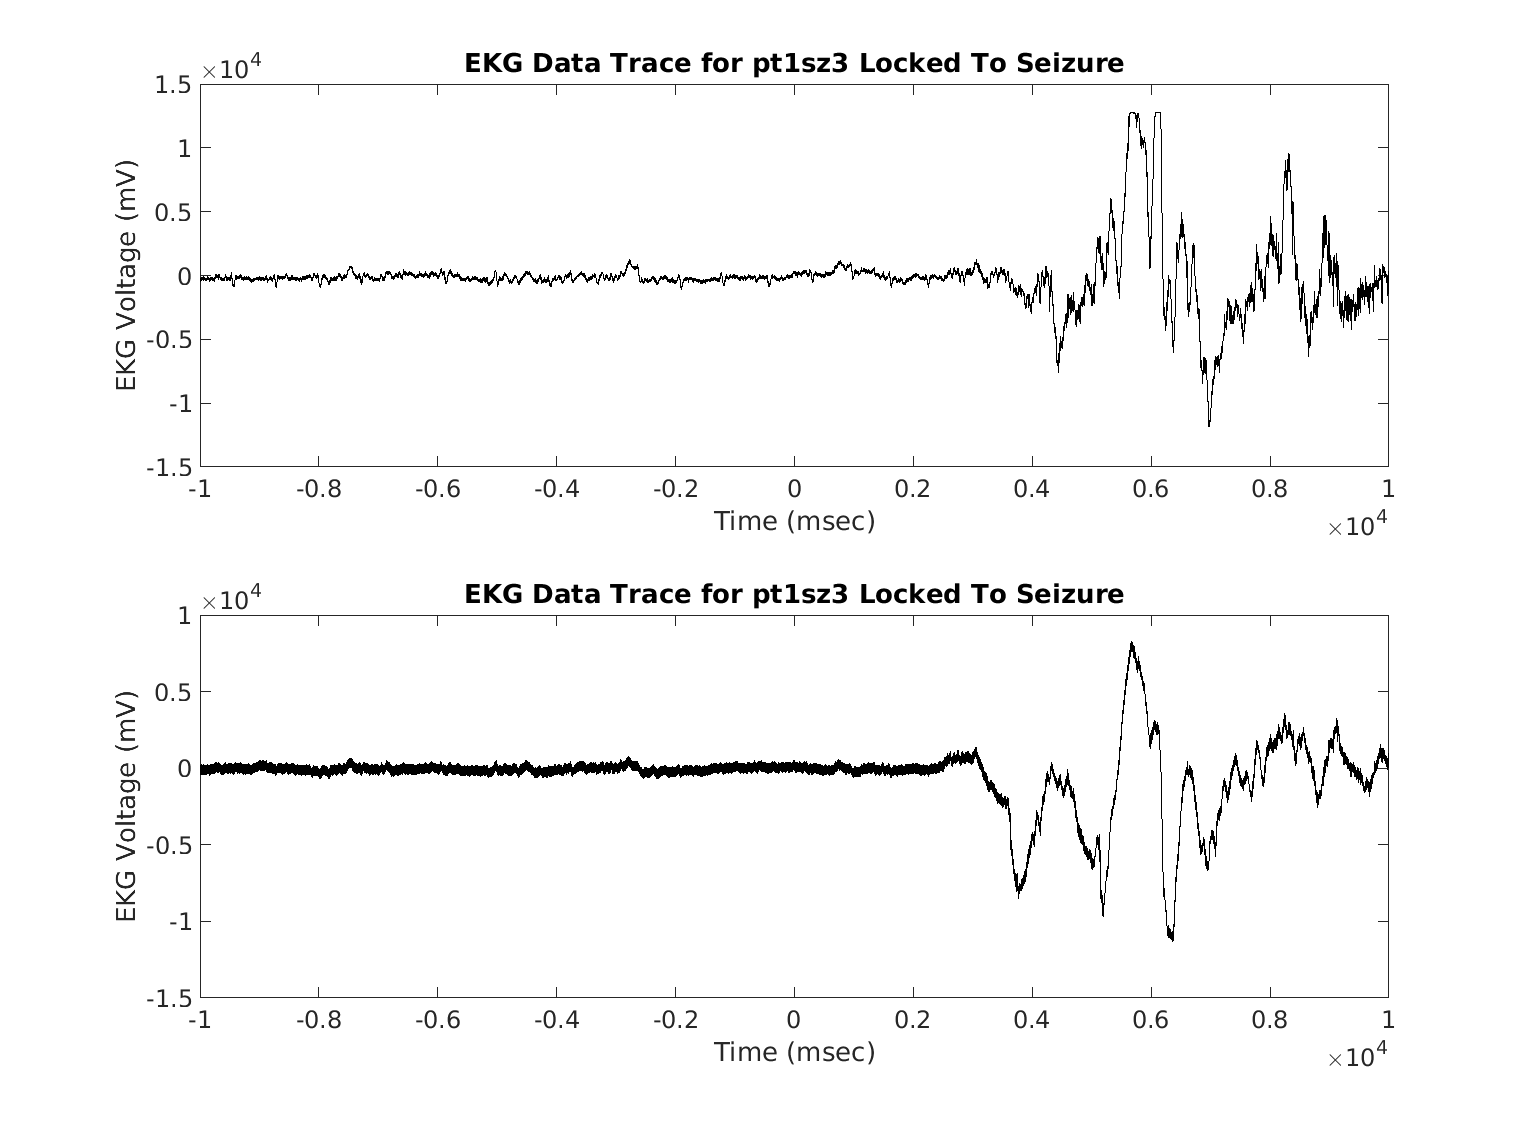 ×10^4
EKG Data Trace for pt1sz3 Locked To Seizure
1.5
1
0.5
0
-0.5
-1
-1.5
EKG Voltage (mV)
-1 -0.8 -0.6 -0.4 -0.2 0 0.2 0.4 0.6 0.8 1
Time (msec)
×10^4
×10^4
EKG Data Trace for pt1sz3 Locked To Seizure
1
0.5
0
-0.5
-1
-1.5
EKG Voltage (mV)
-1 -0.8 -0.6 -0.4 -0.2 0 0.2 0.4 0.6 0.8 1
Time (msec)
×10^4